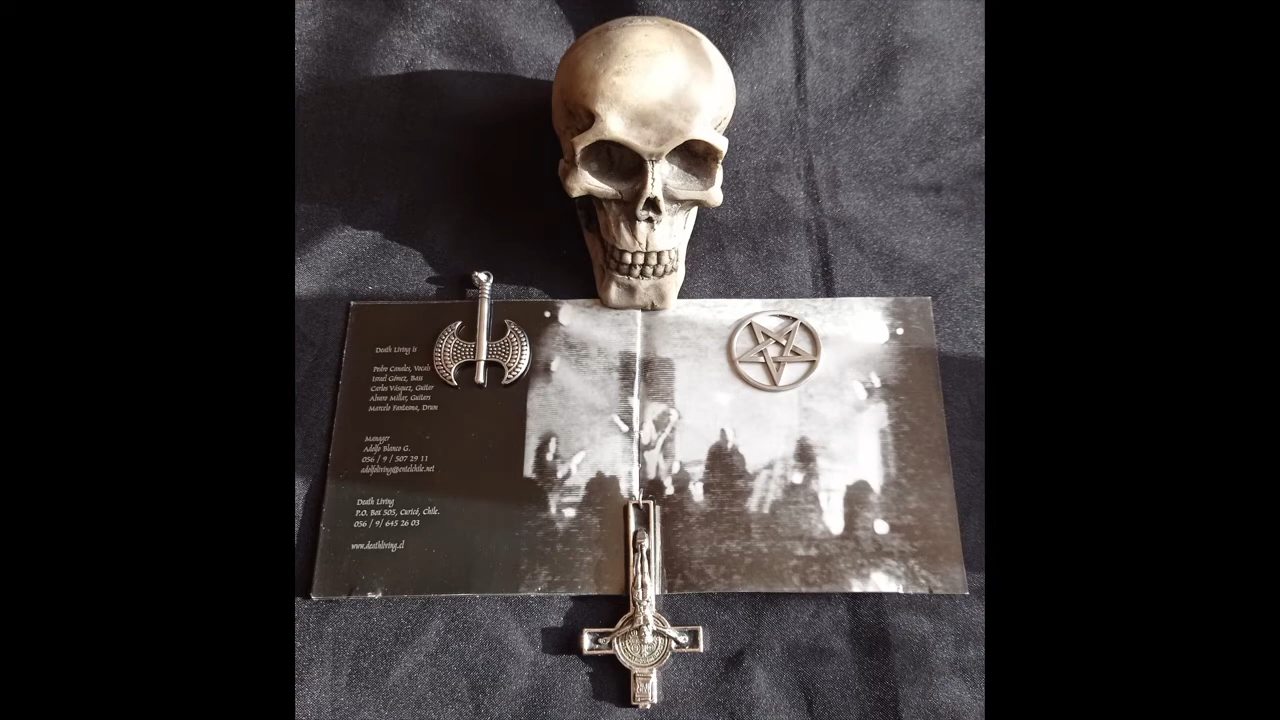 Death Living is
Pedro Canales, Vocals
Israel Gómez, Bass
Carlos Vásquez, Guitar
Alvaro Millar, Guitars
Marcelo Fantasma, Drum
Manager
Adolfo Blanco G.
056 / 9 / 507 29 11
adolfoliving@entelchile.net
Death Living
P.O. Box 505, Curicó, Chile.
056 / 9/ 645 26 03
www.deathliving.cl